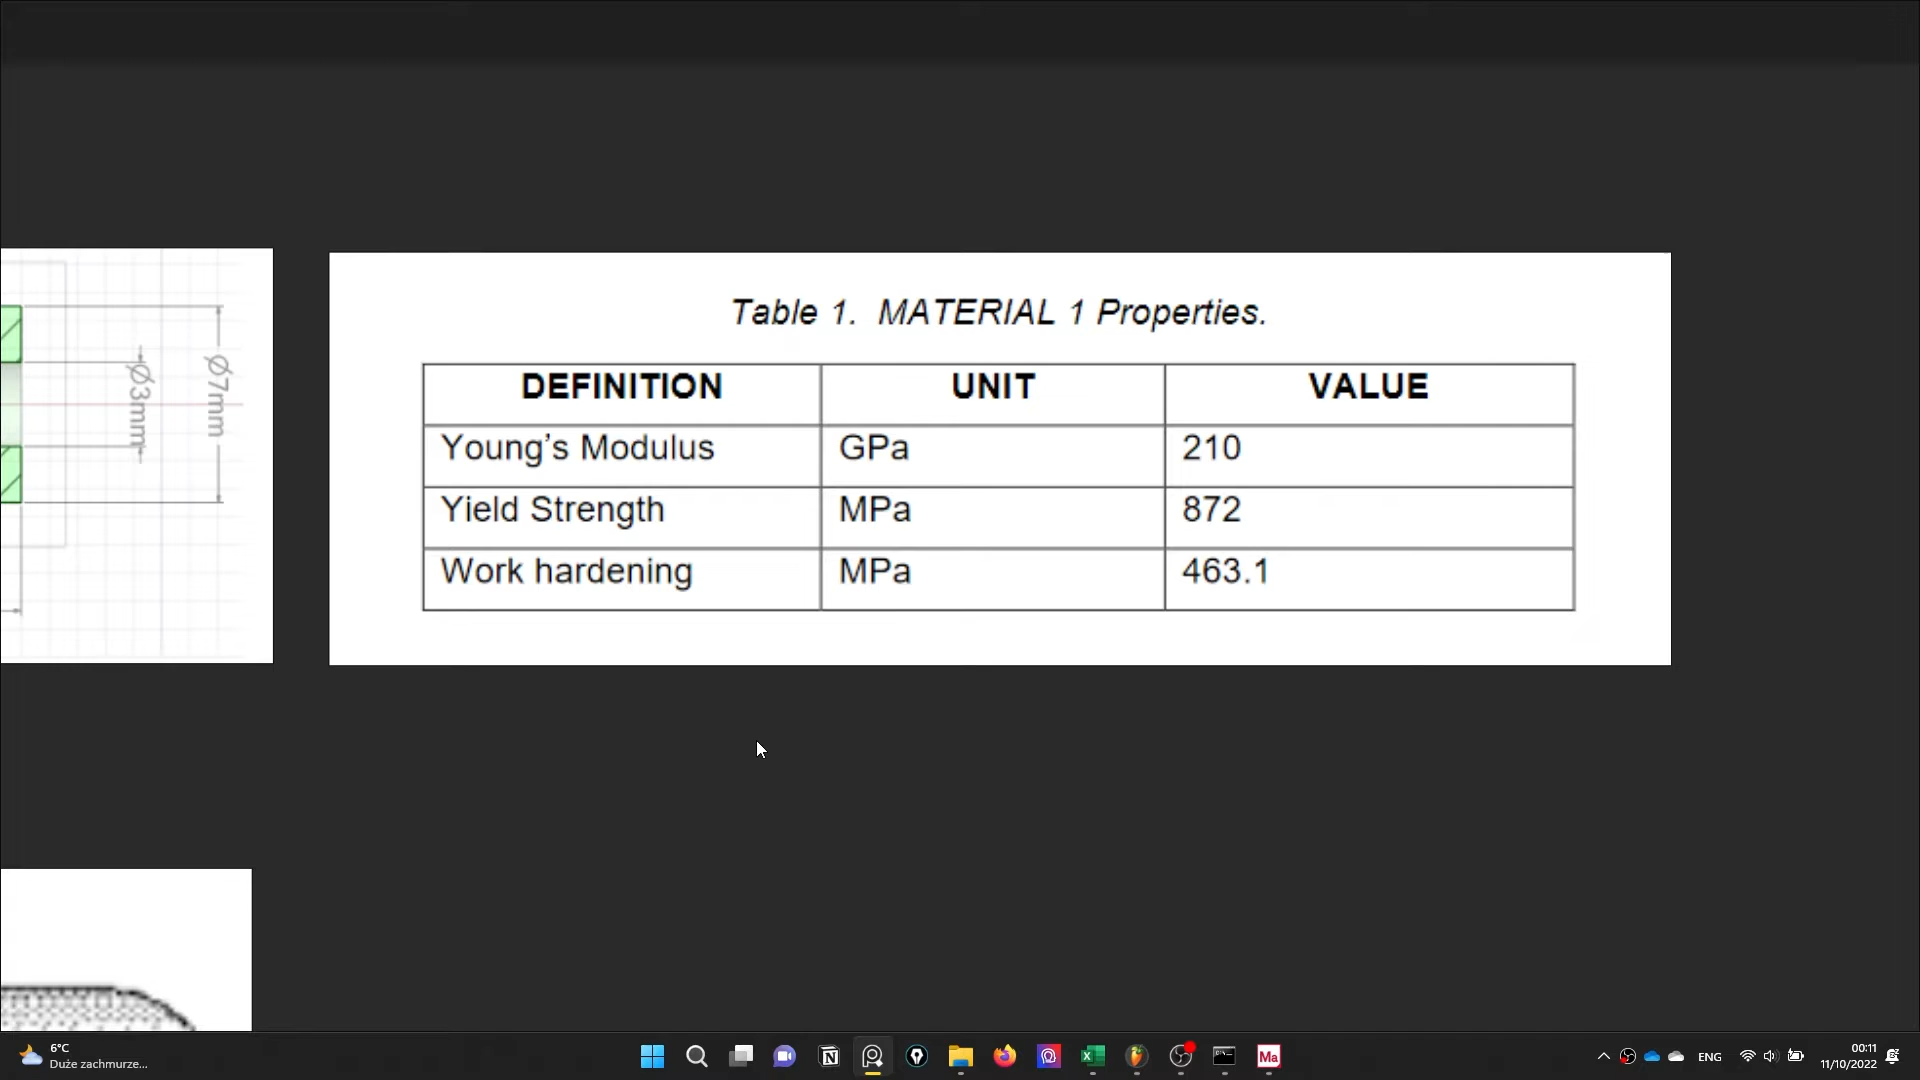 Table 1. MATERIAL 1 Properties.
DEFINITION UNIT VALUE
Young's Modulus GPa 210
Yield Strength MPa 872
Work hardening MPa 463.1
Ø3mm
Ø7mm
6°C
Duże zachmurze...
Ma
ENG
00:11
11/10/2022